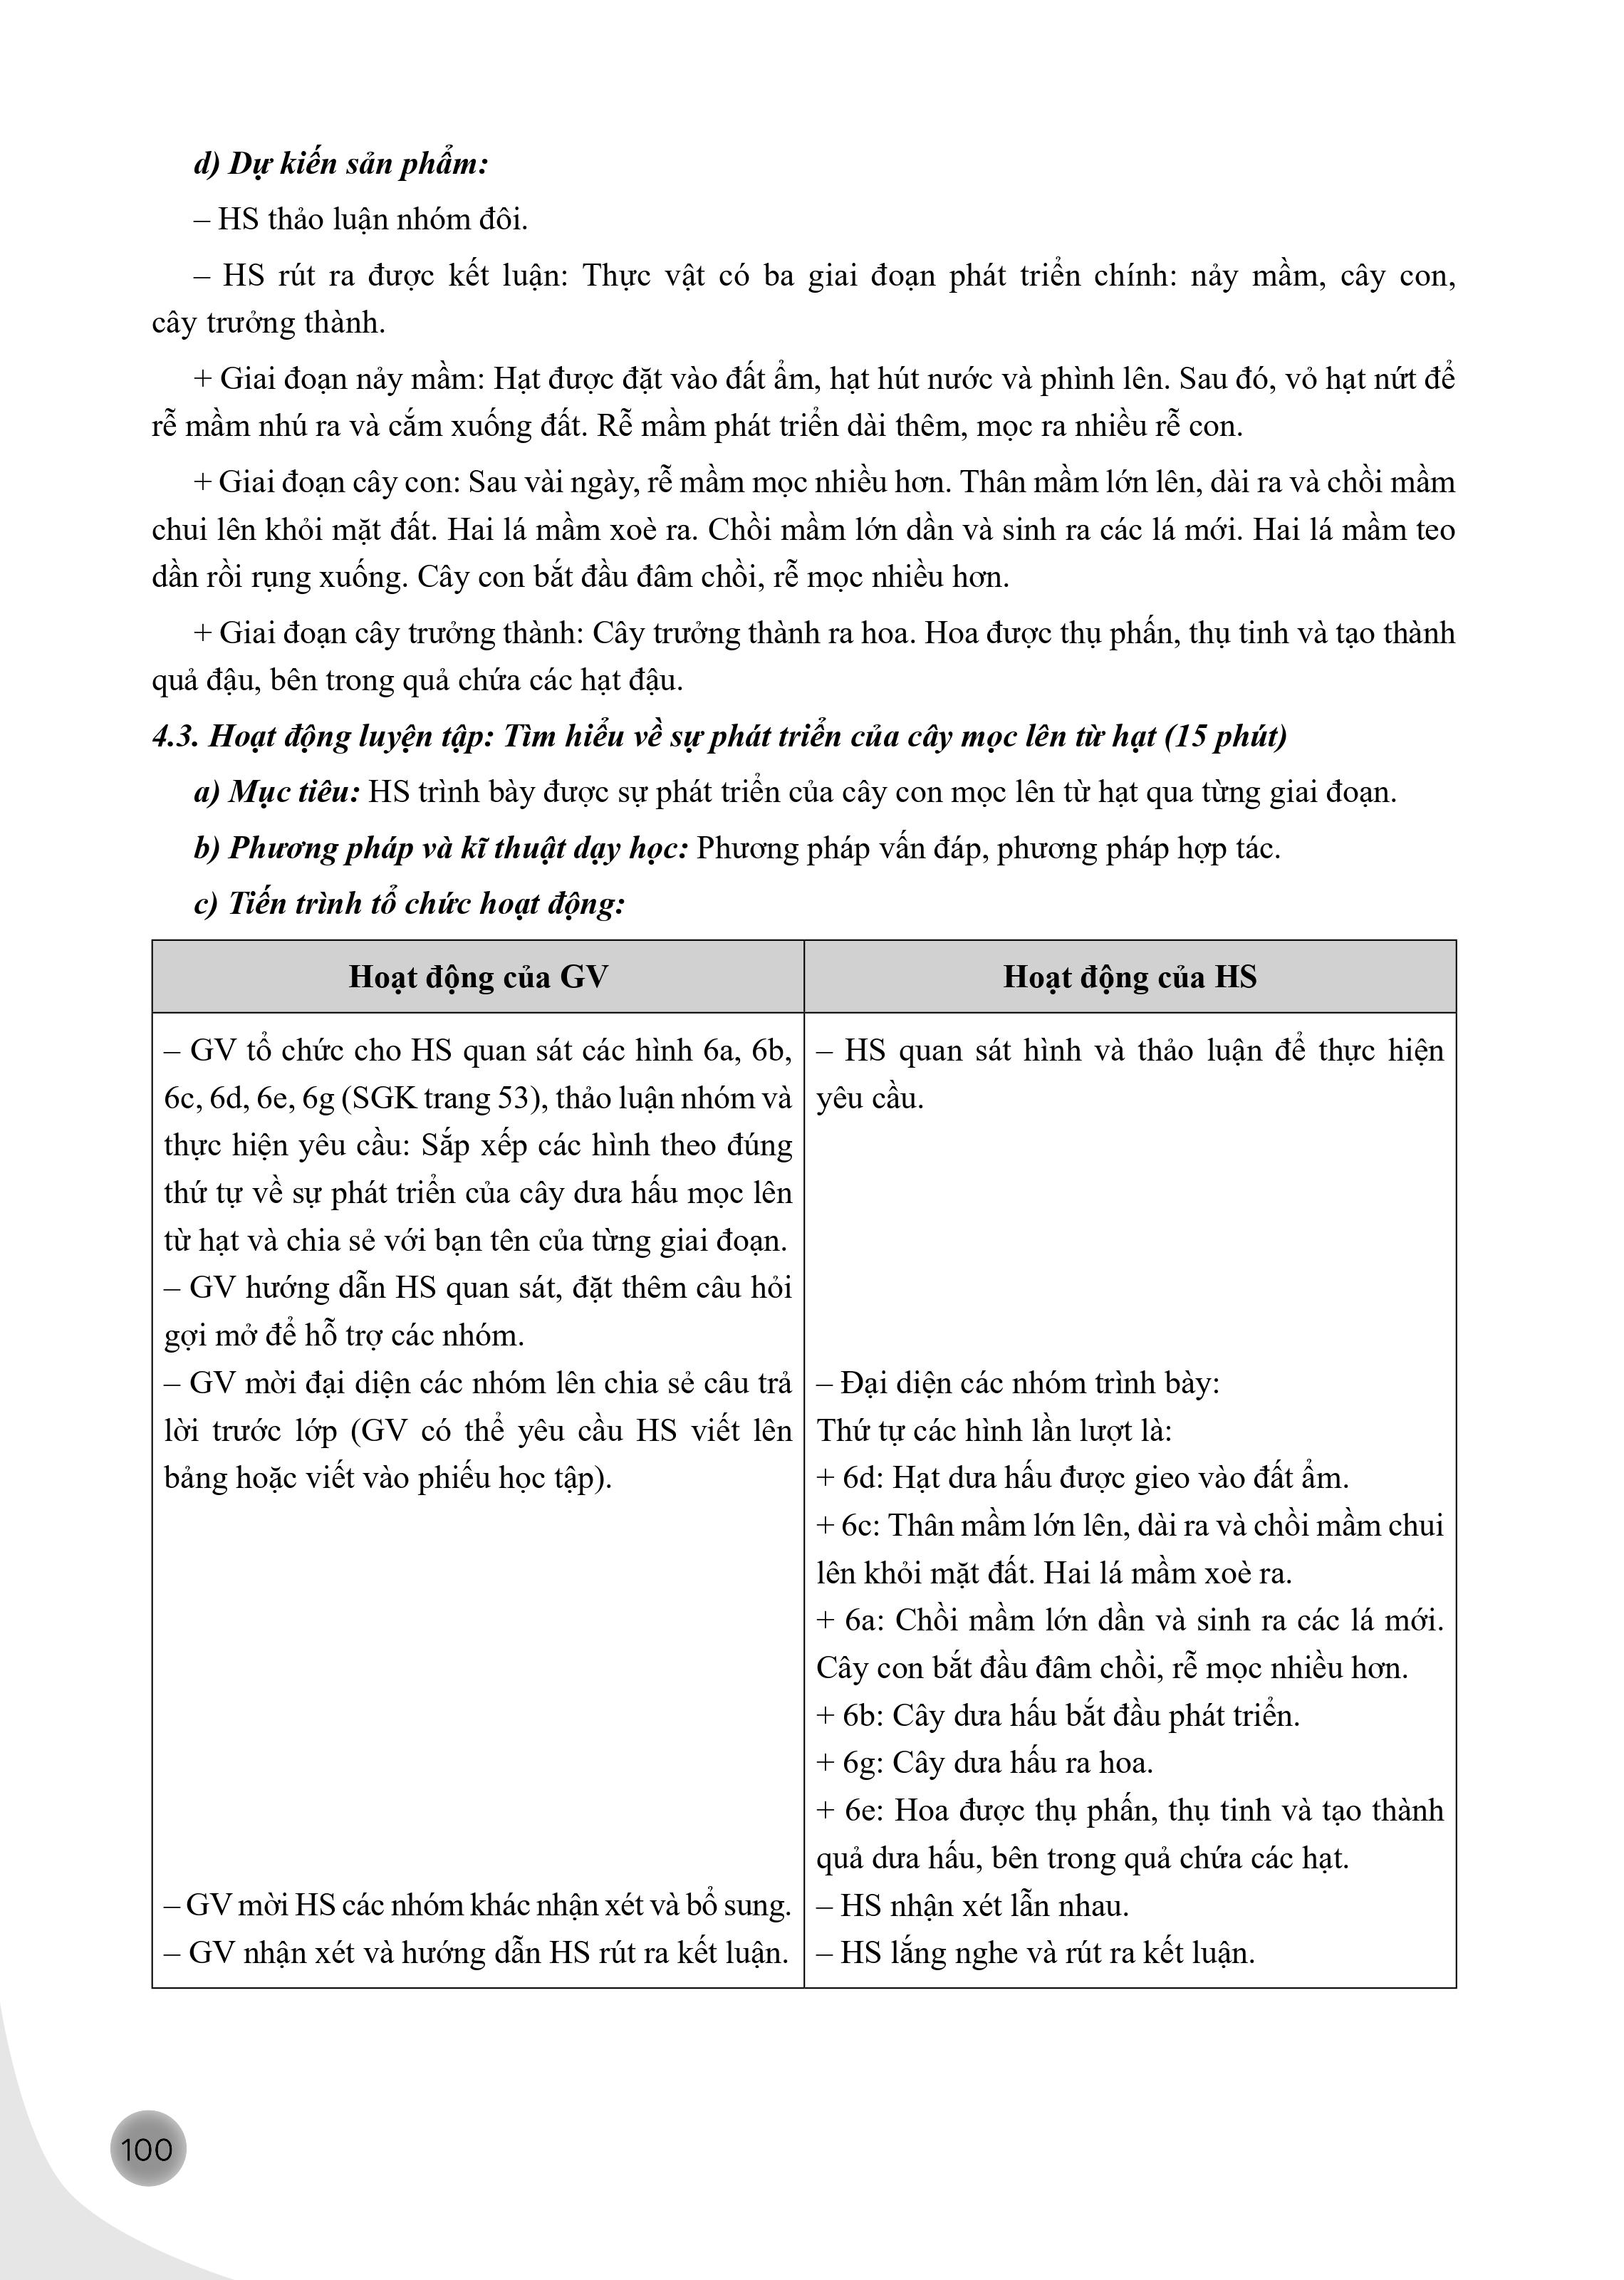 d) Dự kiến sản phẩm:
– HS thảo luận nhóm đôi.
– HS rút ra được kết luận: Thực vật có ba giai đoạn phát triển chính: nảy mầm, cây con,
cây trưởng thành.
+ Giai đoạn nảy mầm: Hạt được đặt vào đất ẩm, hạt hút nước và phình lên. Sau đó, vỏ hạt nứt để
rễ mầm nhú ra và cắm xuống đất. Rễ mầm phát triển dài thêm, mọc ra nhiều rễ con.
+ Giai đoạn cây con: Sau vài ngày, rễ mầm mọc nhiều hơn. Thân mầm lớn lên, dài ra và chồi mầm
chui lên khỏi mặt đất. Hai lá mầm xoè ra. Chồi mầm lớn dần và sinh ra các lá mới. Hai lá mầm teo
dần rồi rụng xuống. Cây con bắt đầu đâm chồi, rễ mọc nhiều hơn.
+ Giai đoạn cây trưởng thành: Cây trưởng thành ra hoa. Hoa được thụ phấn, thụ tinh và tạo thành
quả đậu, bên trong quả chứa các hạt đậu.
4.3. Hoạt động luyện tập: Tìm hiểu về sự phát triển của cây mọc lên từ hạt (15 phút)
a) Mục tiêu: HS trình bày được sự phát triển của cây con mọc lên từ hạt qua từng giai đoạn.
b) Phương pháp và kĩ thuật dạy học: Phương pháp vấn đáp, phương pháp hợp tác.
c) Tiến trình tổ chức hoạt động:
Hoạt động của GV
– GV tổ chức cho HS quan sát các hình 6a, 6b,
6c, 6d, 6e, 6g (SGK trang 53), thảo luận nhóm và
thực hiện yêu cầu: Sắp xếp các hình theo đúng
thứ tự về sự phát triển của cây dưa hấu mọc lên
từ hạt và chia sẻ với bạn tên của từng giai đoạn.
– GV hướng dẫn HS quan sát, đặt thêm câu hỏi
gợi mở để hỗ trợ các nhóm.
– GV mời đại diện các nhóm lên chia sẻ câu trả
lời trước lớp (GV có thể yêu cầu HS viết lên
bảng hoặc viết vào phiếu học tập).
– GV mời HS các nhóm khác nhận xét và bổ sung.
– GV nhận xét và hướng dẫn HS rút ra kết luận.
Hoạt động của HS
– HS quan sát hình và thảo luận để thực hiện
yêu cầu.
– Đại diện các nhóm trình bày:
Thứ tự các hình lần lượt là:
+ 6d: Hạt dưa hấu được gieo vào đất ẩm.
+ 6c: Thân mầm lớn lên, dài ra và chồi mầm chui
lên khỏi mặt đất. Hai lá mầm xoè ra.
+ 6a: Chồi mầm lớn dần và sinh ra các lá mới.
Cây con bắt đầu đâm chồi, rễ mọc nhiều hơn.
+ 6b: Cây dưa hấu bắt đầu phát triển.
+ 6g: Cây dưa hấu ra hoa.
+ 6e: Hoa được thụ phấn, thụ tinh và tạo thành
quả dưa hấu, bên trong quả chứa các hạt.
– HS nhận xét lẫn nhau.
– HS lắng nghe và rút ra kết luận.
100